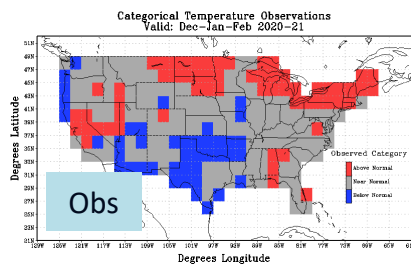 Categorical Temperature Observations
Valid: Dec-Jan-Feb 2020-21
Degrees Latitude
51N
49N
47N
45N
43N
41N
39N
37N
35N
33N
31N
29N
27N
25N
23N
21N
Observed Category
Above Normal
Near Normal
Below Normal
Obs
129W 125W 121W 117W 113W 109W 105W 101W 97W 93W 89W 85W 81W 77W 73W 69W 65W
Degrees Longitude